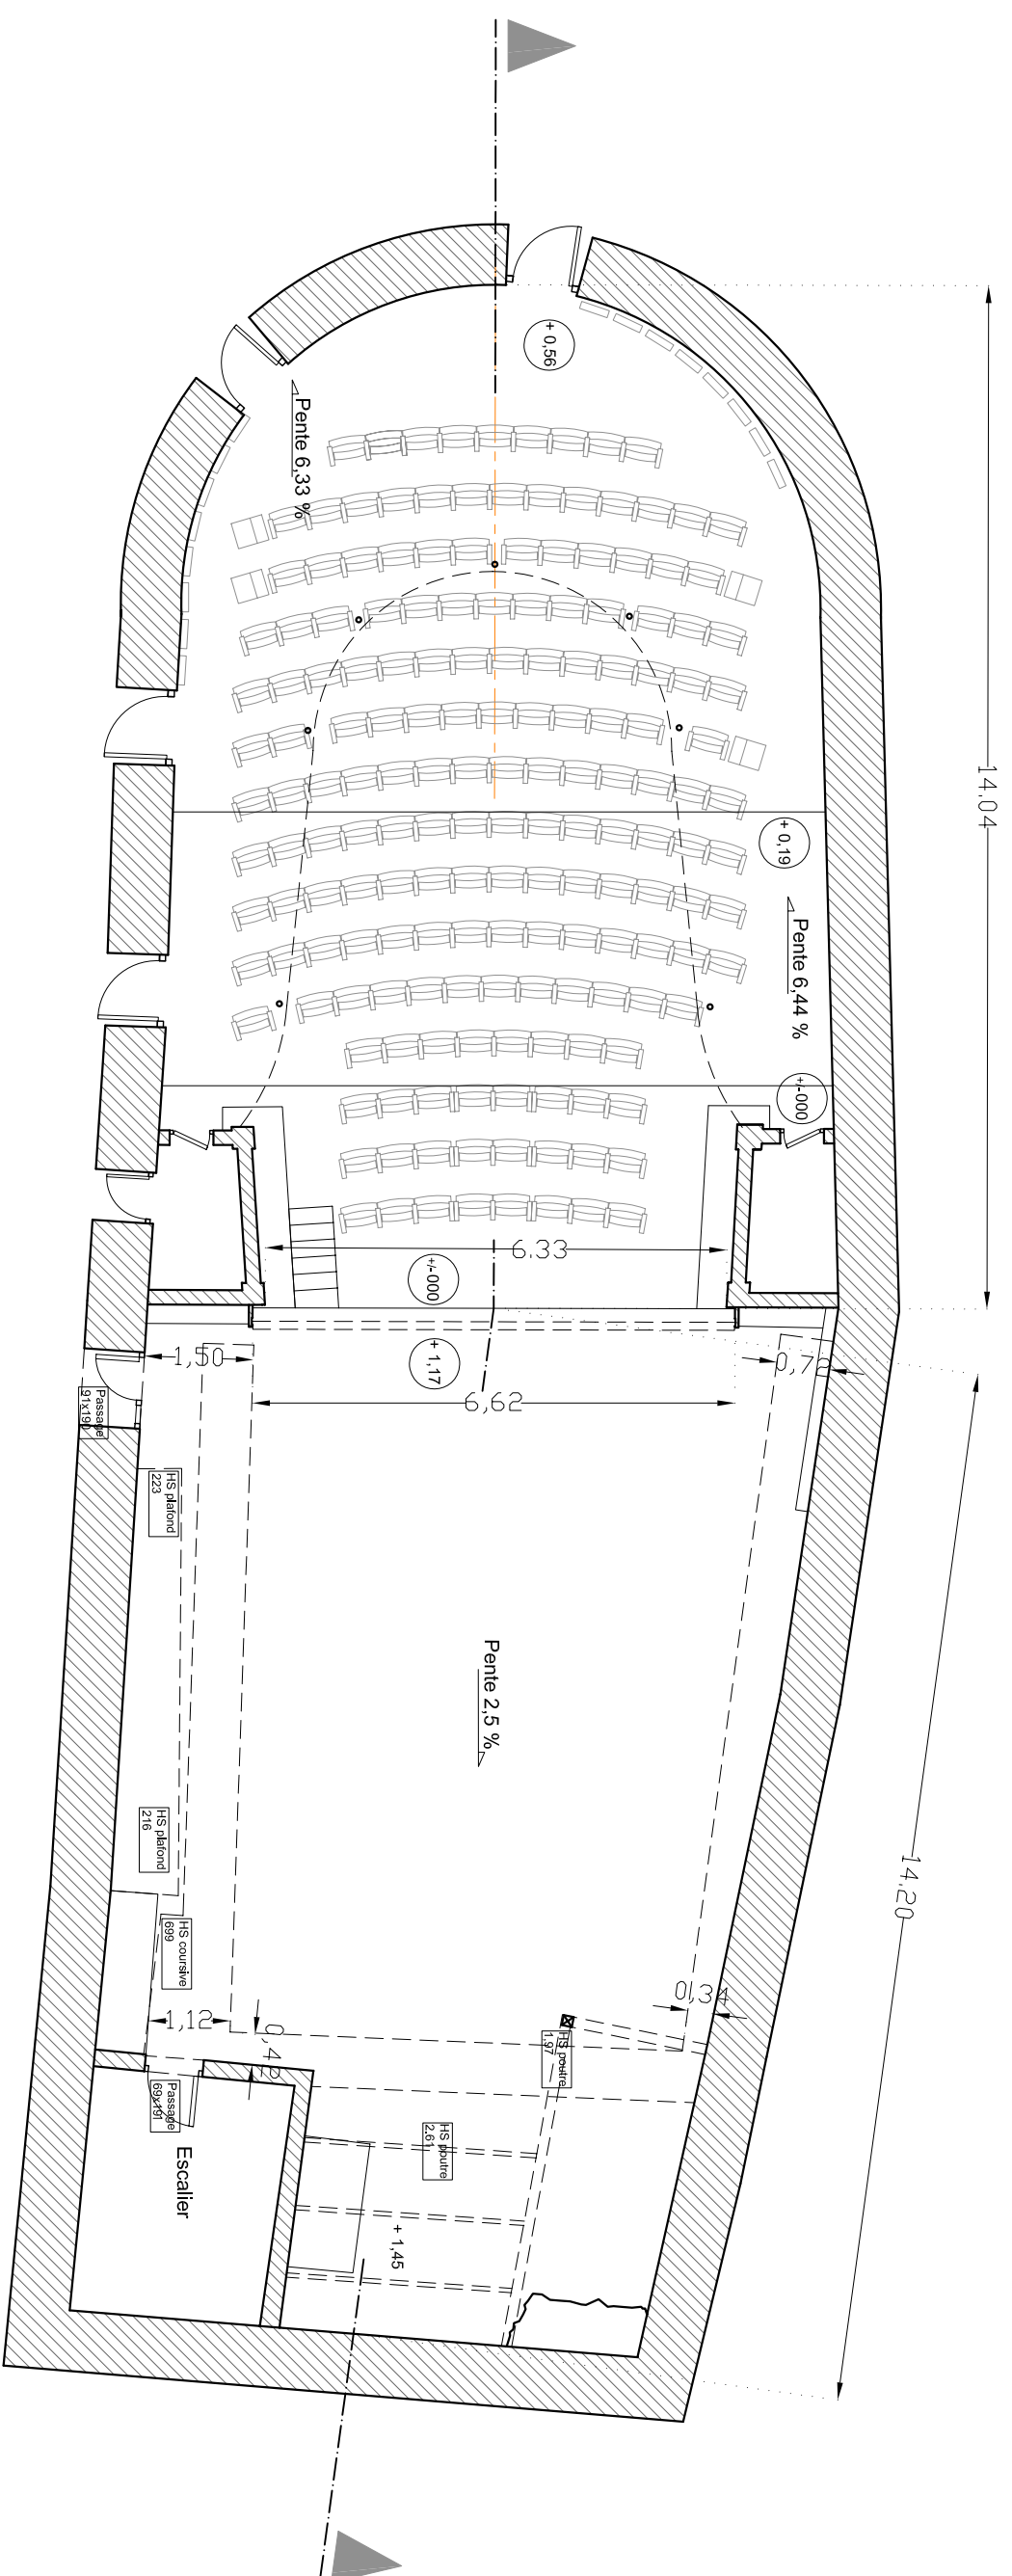 + 0,56
Pente 6,33 %
14,04
+ 0,19
Pente 6,44 %
+/-000
6.33
+/-000
+ 1,17
1,50
0,72
6,62
Passage
91x190
HS plafond
223
Pente 2,5 %
HS plafond
216
14,20
HS coursive
699
0,34
1,12
0,42
HS poutre
1.97
Passage
69x191
HS poutre
2.61
Escalier
+ 1,45